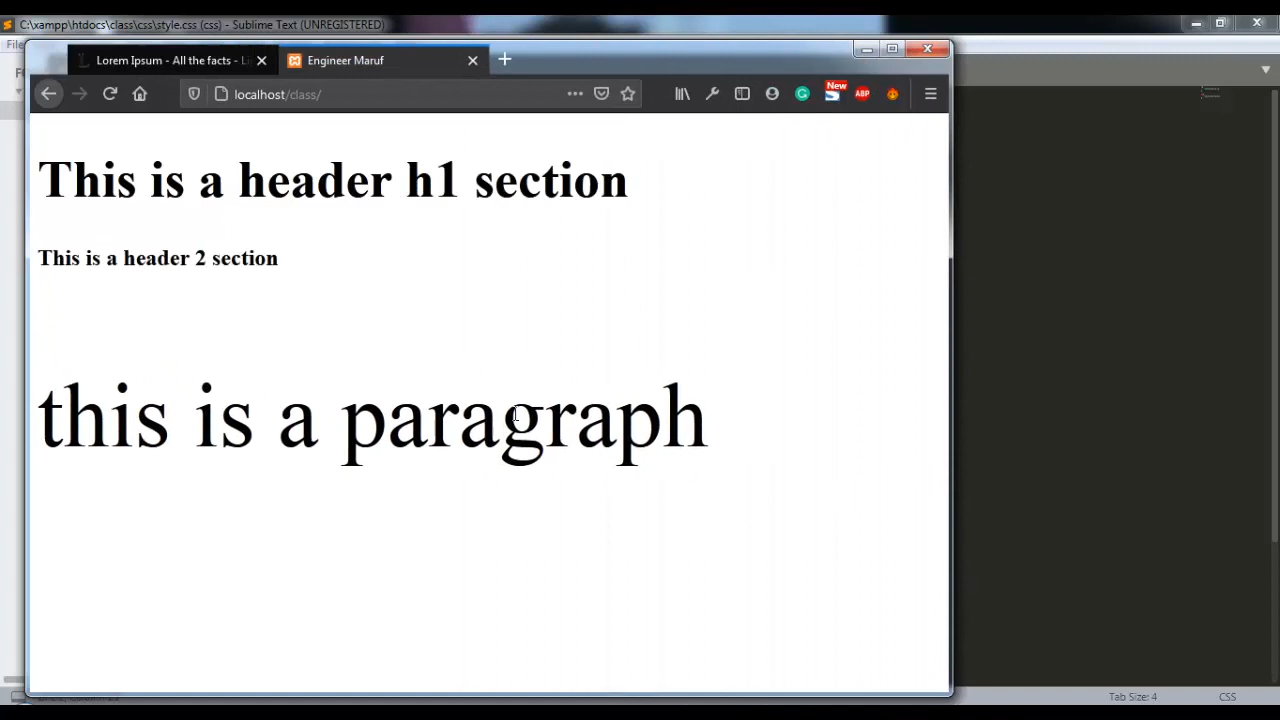 C:\xampp\htdocs\class\css\style.css (css) - Sublime Text (UNREGISTERED)
File
Lorem Ipsum - All the facts - Li
Engineer Maruf
localhost/class/
New
ABP
This is a header h1 section
This is a header 2 section
this is a paragraph
Tab Size: 4
CSS